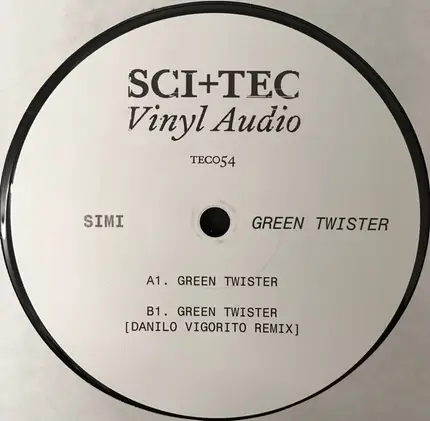 SCI+TEC
Vinyl Audio
TEC054
SIMI GREEN TWISTER
A1. GREEN TWISTER
B1. GREEN TWISTER
[DANILO VIGORITO REMIX]